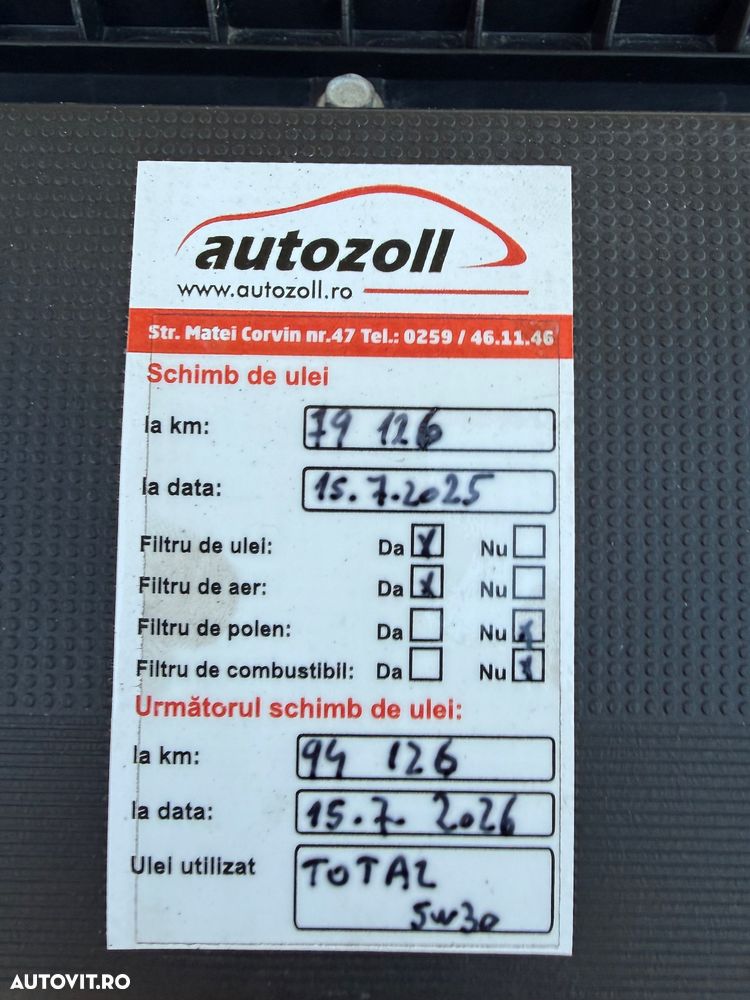 autozoll
www.autozoll.ro
Str. Matei Corvin nr.47 Tel.: 0259 / 46.11.46
Schimb de ulei
la km: 79 126
la data: 15.7.2025
Filtru de ulei: Da X Nu
Filtru de aer: Da X Nu
Filtru de polen: Da Nu X
Filtru de combustibil: Da Nu X
Următorul schimb de ulei:
la km: 94 126
la data: 15.7. 2026
Ulei utilizat TOTAL
5w30
AUTOVIT.RO